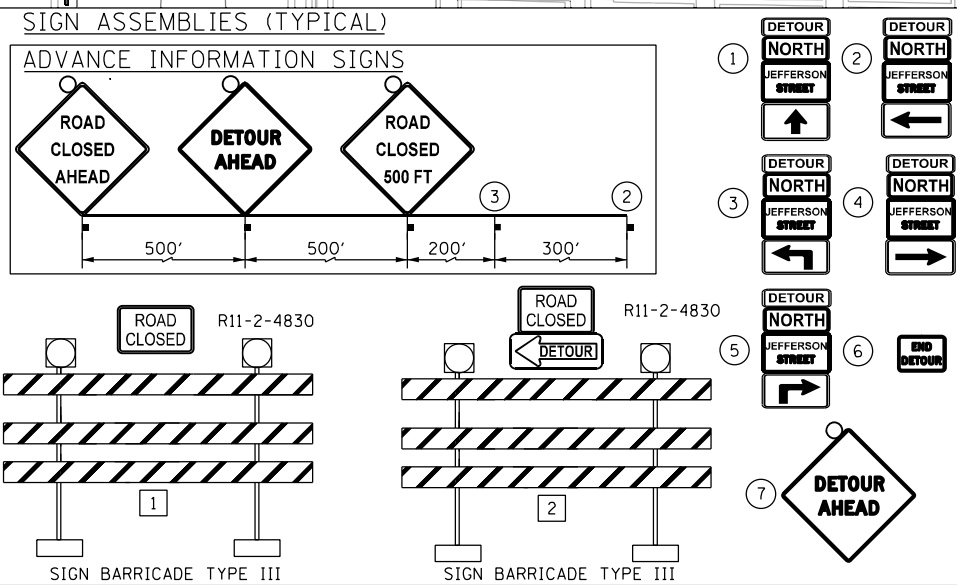 SIGN ASSEMBLIES (TYPICAL)
ADVANCE INFORMATION SIGNS
ROAD
CLOSED
AHEAD
DETOUR
AHEAD
ROAD
CLOSED
500 FT
3
2
500'
500'
200'
300'
ROAD
CLOSED
R11-2-4830
1
SIGN BARRICADE TYPE III
ROAD
CLOSED
DETOUR
R11-2-4830
2
SIGN BARRICADE TYPE III
1
DETOUR
NORTH
JEFFERSON
STREET
2
DETOUR
NORTH
JEFFERSON
STREET
3
DETOUR
NORTH
JEFFERSON
STREET
4
DETOUR
NORTH
JEFFERSON
STREET
5
DETOUR
NORTH
JEFFERSON
STREET
6
END
DETOUR
7
DETOUR
AHEAD